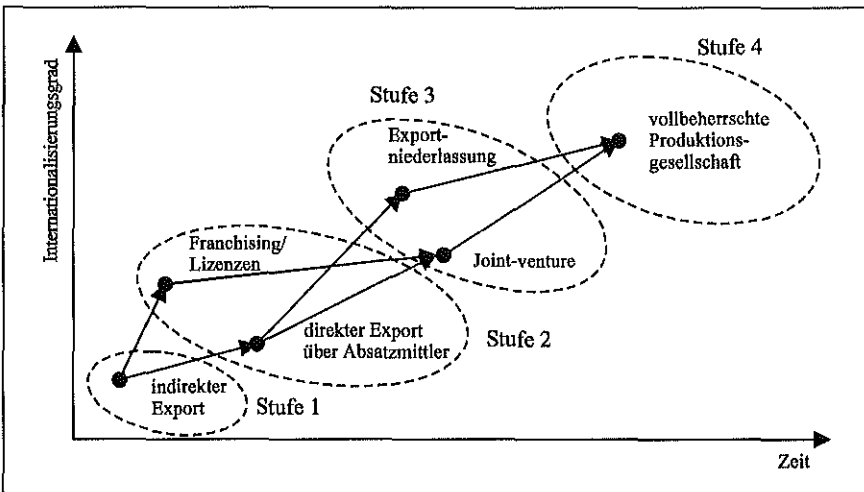 Internationalisierungsgrad
Stufe 4
vollbeherrschte
Produktions-
gesellschaft
Stufe 3
Export-
niederlassung
Joint-venture
Franchising/
Lizenzen
direkter Export
über Absatzmittler
Stufe 2
indirekter
Export
Stufe 1
Zeit